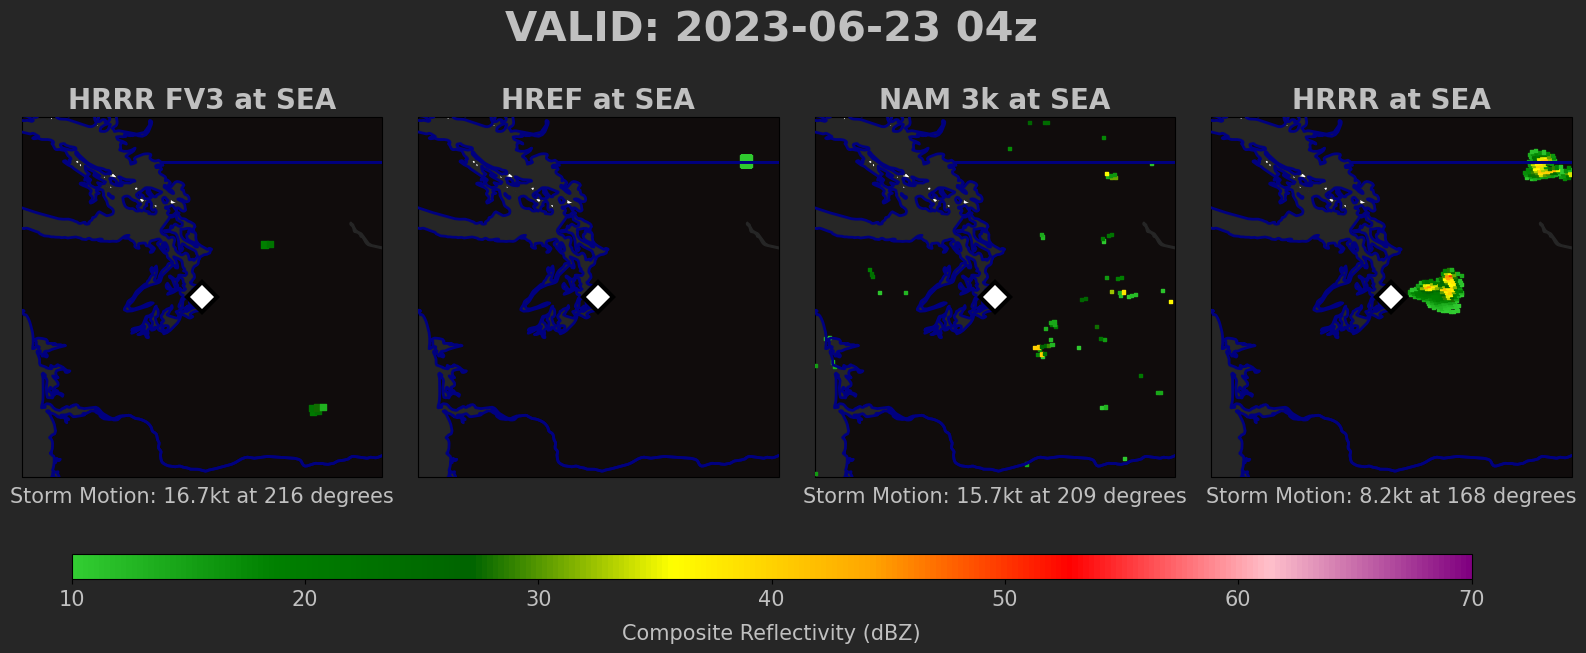 VALID: 2023-06-23 04z
HRRR FV3 at SEA
HREF at SEA
NAM 3k at SEA
HRRR at SEA
Storm Motion: 16.7kt at 216 degrees
Storm Motion: 15.7kt at 209 degrees
Storm Motion: 8.2kt at 168 degrees
10 20 30 40 50 60 70
Composite Reflectivity (dBZ)